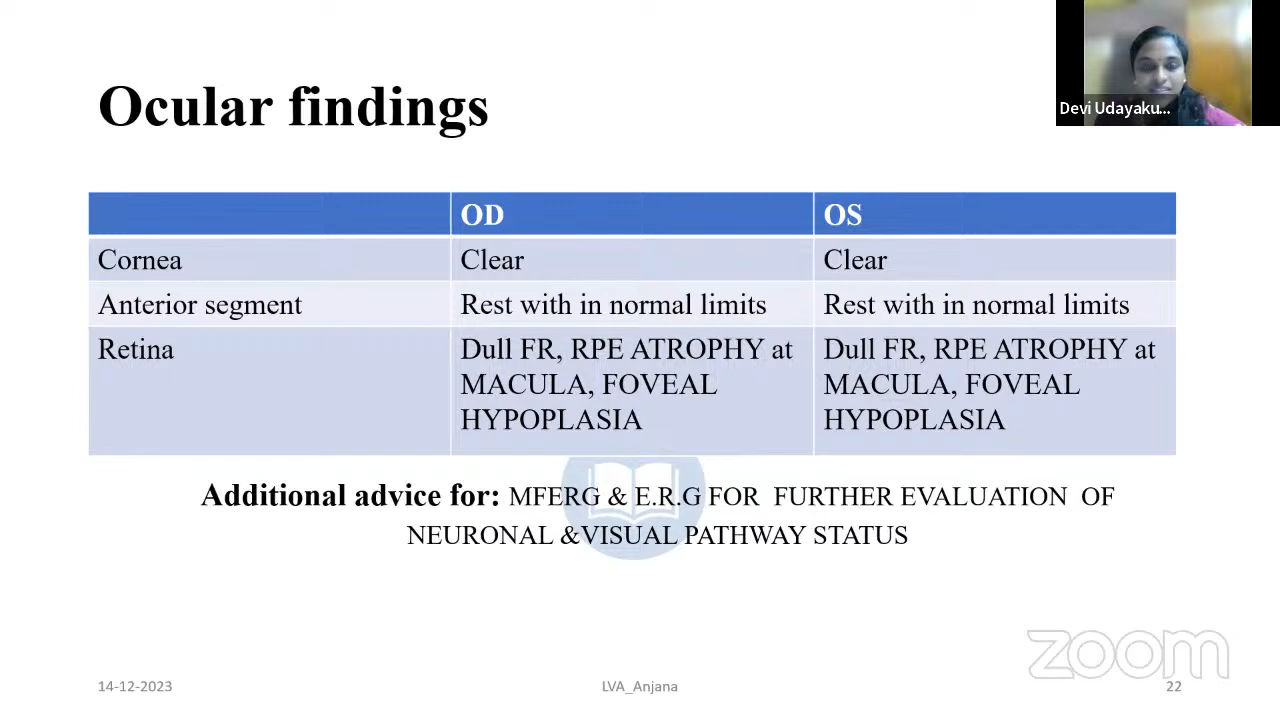 Devi Udayaku...
Ocular findings
OD OS
Cornea Clear Clear
Anterior segment Rest with in normal limits Rest with in normal limits
Retina Dull FR, RPE ATROPHY at Dull FR, RPE ATROPHY at
MACULA, FOVEAL MACULA, FOVEAL
HYPOPLASIA HYPOPLASIA
Additional advice for: MFERG & E.R.G FOR FURTHER EVALUATION OF
NEURONAL &VISUAL PATHWAY STATUS
zoom
14-12-2023 LVA_Anjana 22